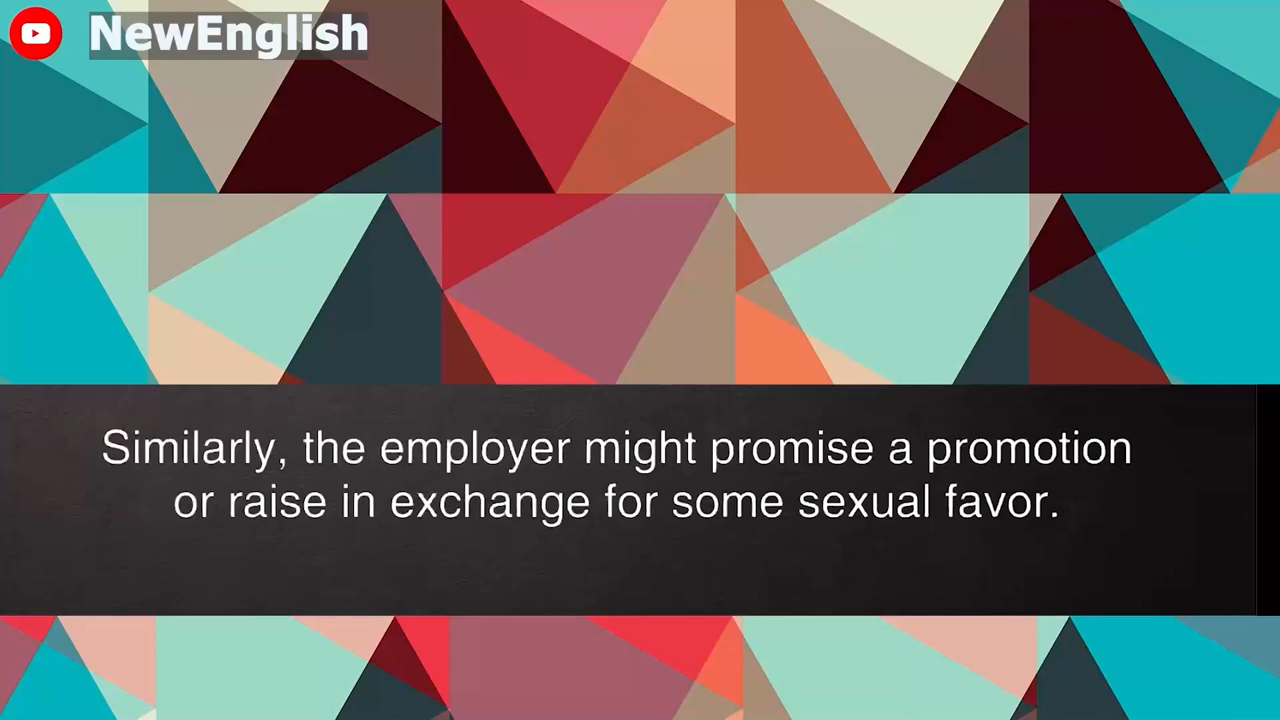 NewEnglish
Similarly, the employer might promise a promotion
or raise in exchange for some sexual favor.